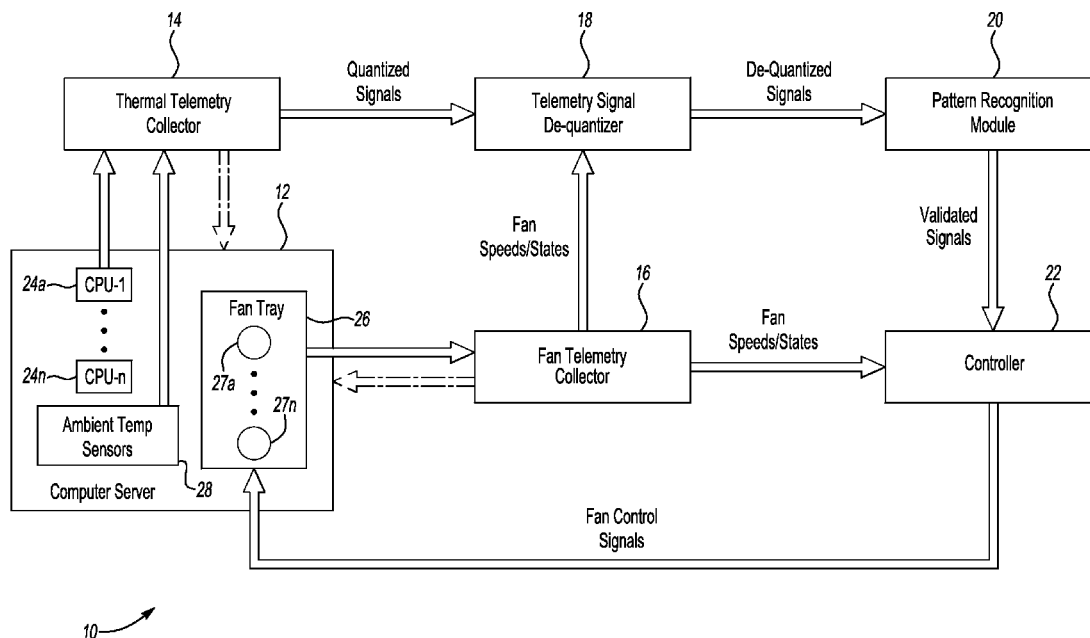 14
18
20
Thermal Telemetry
Collector
Quantized
Signals
Telemetry Signal
De-quantizer
De-Quantized
Signals
Pattern Recognition
Module
12
Fan
Speeds/States
Validated
Signals
24a
CPU-1
24n
CPU-n
Ambient Temp
Sensors
28
Computer Server
Fan Tray
26
27a
27n
16
Fan Telemetry
Collector
Fan
Speeds/States
22
Controller
Fan Control
Signals
10